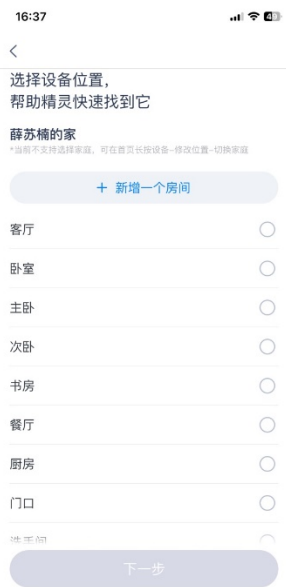 16:37
选择设备位置，
帮助精灵快速找到它
薛苏楠的家
*当前不支持选择家庭，可在首页长按设备-修改位置-切换家庭
+ 新增一个房间
客厅
卧室
主卧
次卧
书房
餐厅
厨房
门口
洗手间
下一步